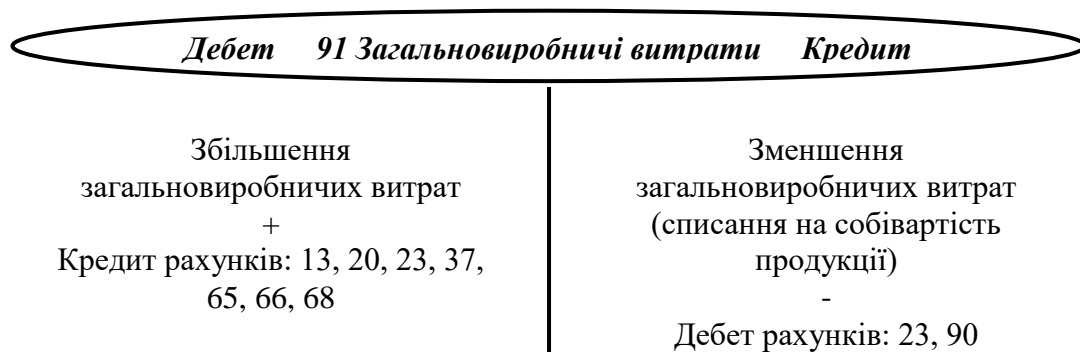 Дебет 91 Загальновиробничі витрати Кредит
Збільшення
загальновиробничих витрат
+
Кредит рахунків: 13, 20, 23, 37,
65, 66, 68
Зменшення
загальновиробничих витрат
(списання на собівартість
продукції)
-
Дебет рахунків: 23, 90